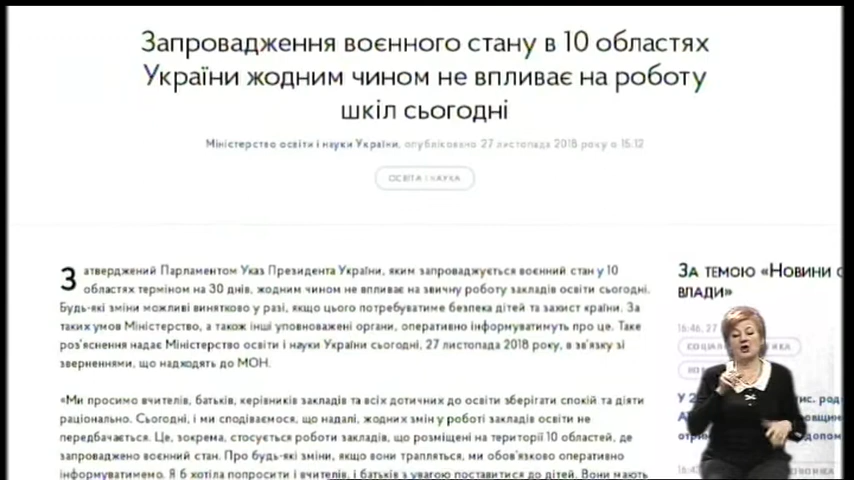 Запровадження воєнного стану в 10 областях
України жодним чином не впливає на роботу
шкіл сьогодні
Міністерство освіти і науки України, опубліковано 27 листопада 2018 року о 15:12
ОСВІТА І НАУКА
Затверджений Парламентом Указ Президента України, яким запроваджується воєнний стан у 10
областях терміном на 30 днів, жодним чином не впливає на звичну роботу закладів освіти сьогодні.
Будь-які зміни можливі винятково у разі, якщо цього потребуватиме безпека дітей та захист країни. За
таких умов Міністерство, а також інші уповноважені органи, оперативно інформуватимуть про це. Таке
роз'яснення надає Міністерство освіти і науки України сьогодні, 27 листопада 2018 року, в зв'язку зі
зверненнями, що надходять до МОН.
«Ми просимо вчителів, батьків, керівників закладів та всіх дотичних до освіти зберігати спокій та діяти
раціонально. Сьогодні, і ми сподіваємося, що надалі, жодних змін у роботі закладів освіти не
передбачається. Це, зокрема, стосується роботи закладів, що розміщені на території 10 областей, де
запроваджено воєнний стан. Про будь-які зміни, якщо вони трапляться, ми обов'язково оперативно
інформуватимемо. Я б хотіла попросити і вчителів, і батьків з увагою поставитися до дітей. Вони мають
За темою «Новини
влади»
16:46, 27